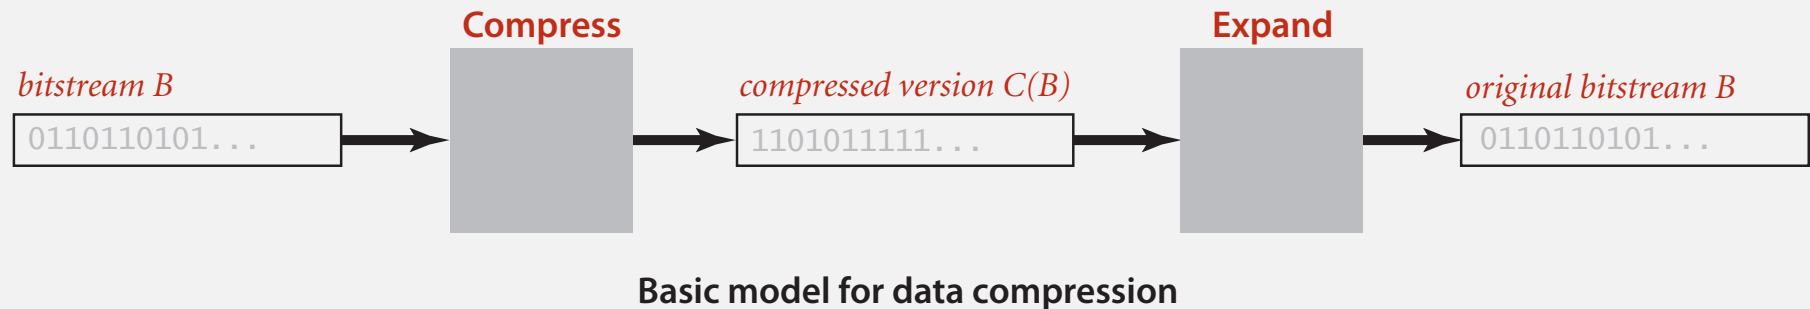 Compress
Expand
bitstream B
compressed version C(B)
original bitstream B
0110110101...
1101011111...
0110110101...
Basic model for data compression